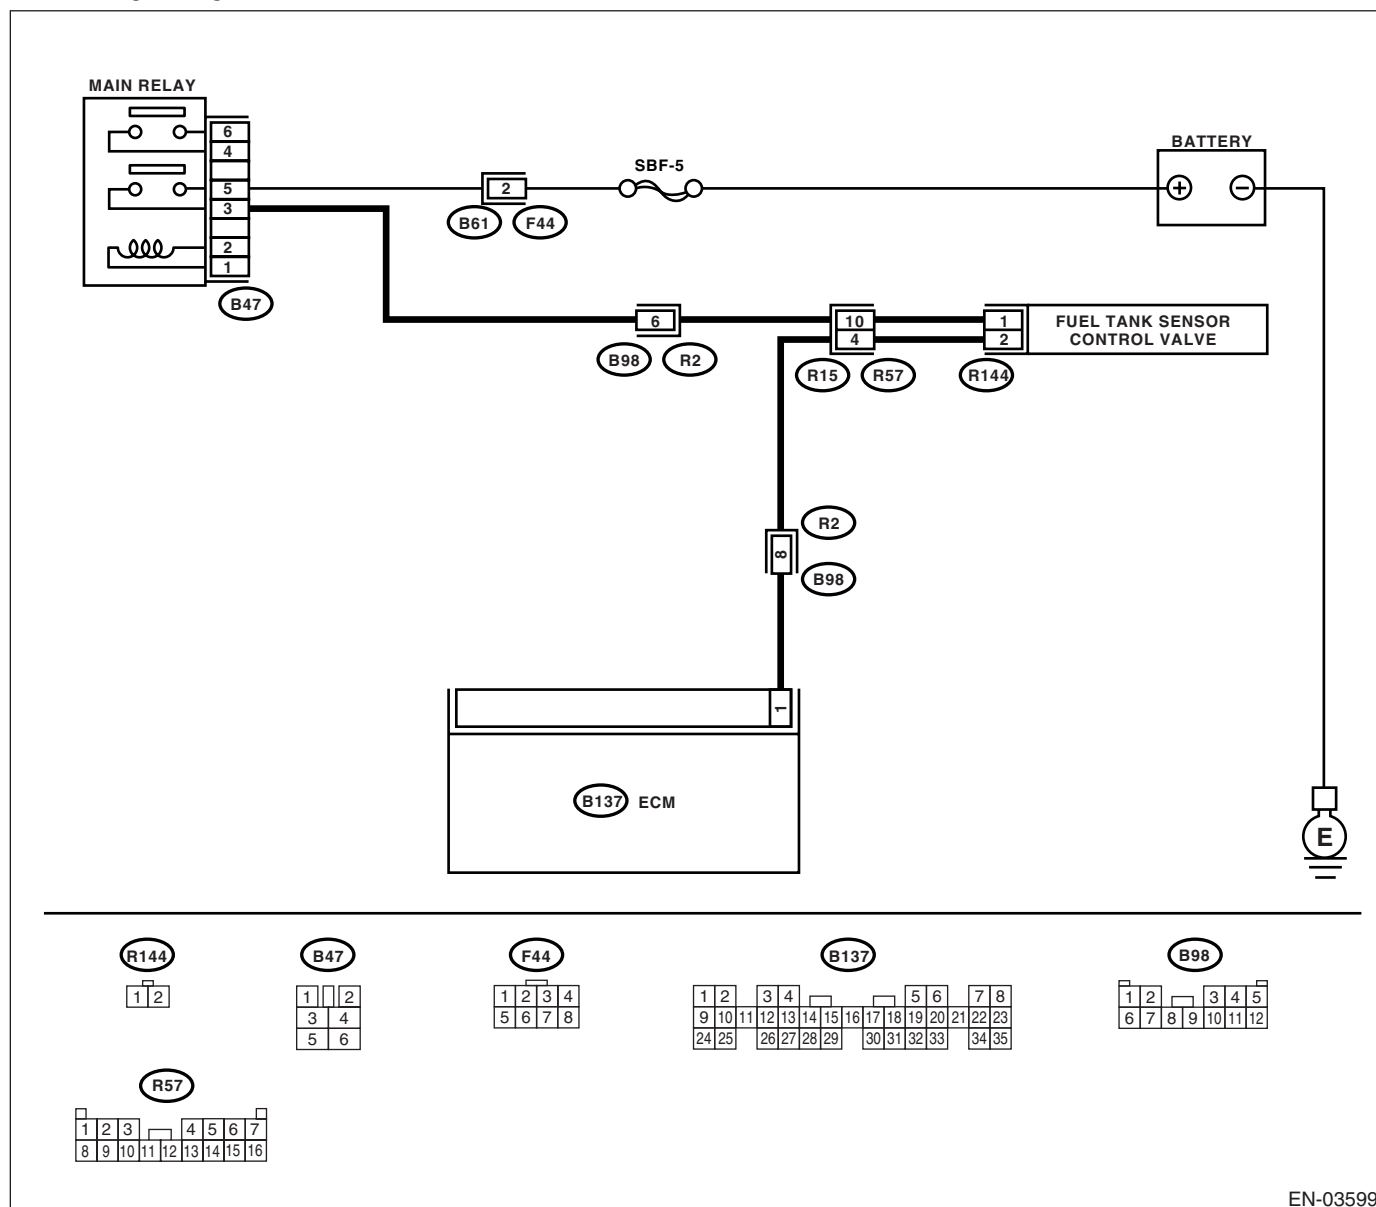 MAIN RELAY
6
4
5
3
2
1
B47
2
B61 F44
SBF-5
BATTERY
+ −
6
B98 R2
10
4
R15 R57
1
2
R144
FUEL TANK SENSOR
CONTROL VALVE
R2
8
B98
1
B137 ECM
E
R144
1 2
B47
1 2
3 4
5 6
F44
1 2 3 4
5 6 7 8
B137
1 2 3 4 5 6 7 8
9 10 11 12 13 14 15 16 17 18 19 20 21 22 23
24 25 26 27 28 29 30 31 32 33 34 35
B98
1 2 3 4 5
6 7 8 9 10 11 12
R57
1 2 3 4 5 6 7
8 9 10 11 12 13 14 15 16
EN-03599